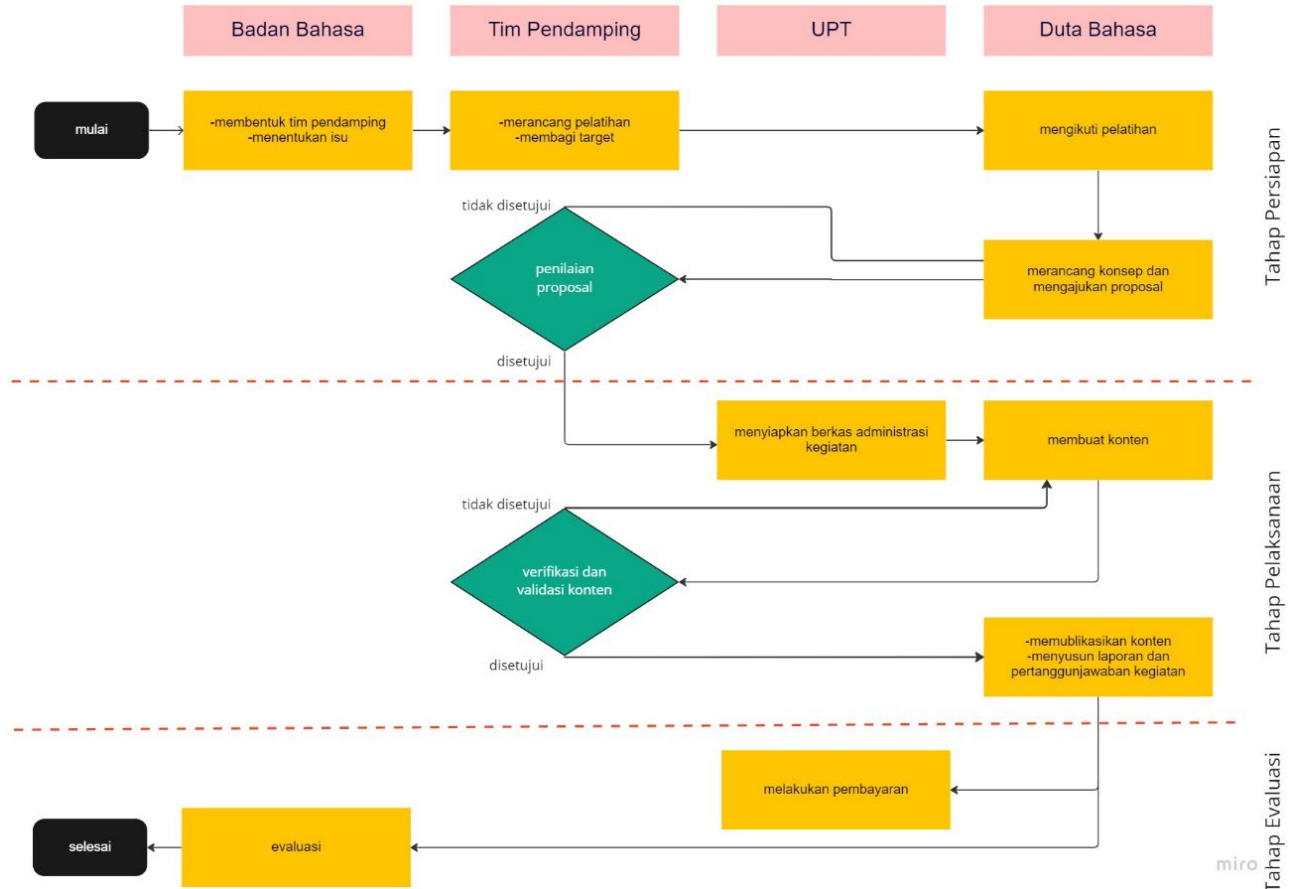 Badan Bahasa
Tim Pendamping
UPT
Duta Bahasa
mulai
-membentuk tim pendamping
-menentukan isu
-merancang pelatihan
-membagi target
mengikuti pelatihan
Tahap Persiapan
tidak disetujui
penilaian
proposal
merancang konsep dan
mengajukan proposal
disetujui
menyiapkan berkas administrasi
kegiatan
membuat konten
Tahap Pelaksanaan
tidak disetujui
verifikasi dan
validasi konten
disetujui
-memublikasikan konten
-menyusun laporan dan
pertanggunjawaban kegiatan
melakukan pembayaran
Tahap Evaluasi
selesai
evaluasi
miro